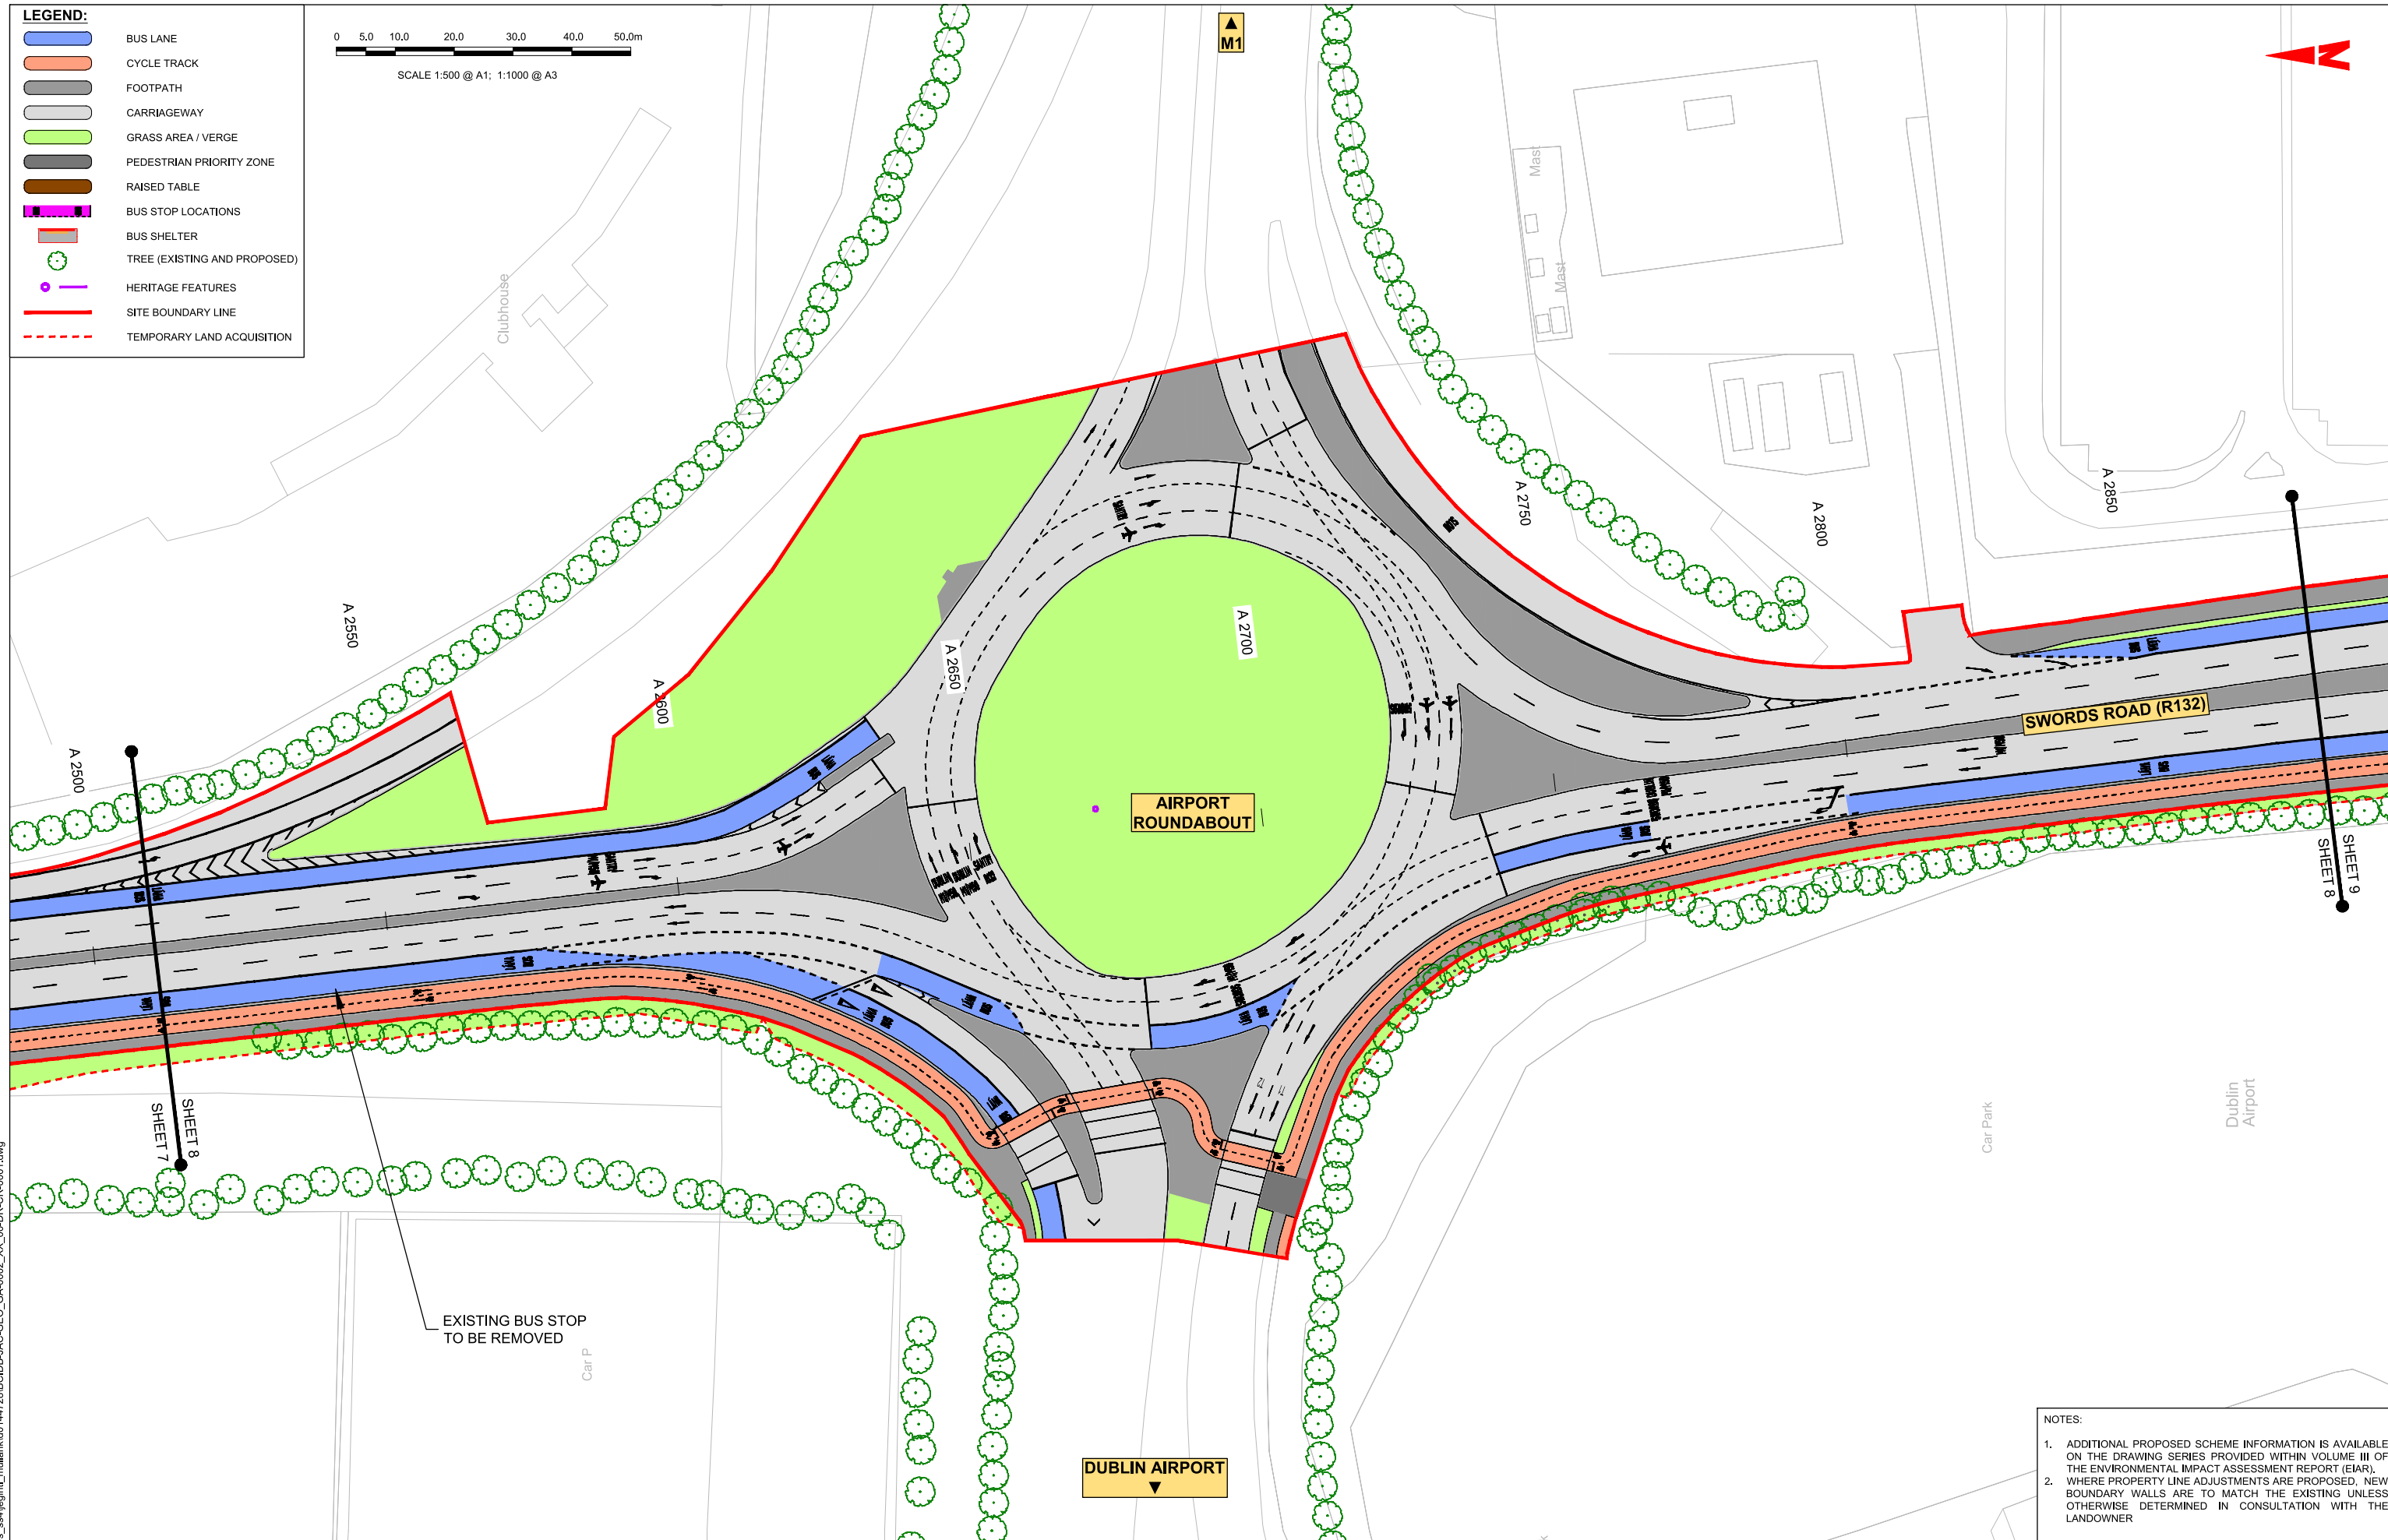 LEGEND:
BUS LANE
CYCLE TRACK
FOOTPATH
CARRIAGEWAY
GRASS AREA / VERGE
PEDESTRIAN PRIORITY ZONE
RAISED TABLE
BUS STOP LOCATIONS
BUS SHELTER
TREE (EXISTING AND PROPOSED)
HERITAGE FEATURES
SITE BOUNDARY LINE
TEMPORARY LAND ACQUISITION
0 5.0 10.0 20.0 30.0 40.0 50.0m
SCALE 1:500 @ A1; 1:1000 @ A3
M1
N
Clubhouse
Mast
Mast
A 2500
A 2550
A 2600
A 2650
A 2700
A 2750
A 2800
A 2850
SWORDS ROAD (R132)
AIRPORT
ROUNDABOUT
SHEET 7
SHEET 8
SHEET 8
SHEET 9
EXISTING BUS STOP
TO BE REMOVED
Car P
Car Park
Dublin
Airport
DUBLIN AIRPORT
NOTES:
1. ADDITIONAL PROPOSED SCHEME INFORMATION IS AVAILABLE
ON THE DRAWING SERIES PROVIDED WITHIN VOLUME III OF
THE ENVIRONMENTAL IMPACT ASSESSMENT REPORT (EIAR).
2. WHERE PROPERTY LINE ADJUSTMENTS ARE PROPOSED, NEW
BOUNDARY WALLS ARE TO MATCH THE EXISTING UNLESS
OTHERWISE DETERMINED IN CONSULTATION WITH THE
LANDOWNER